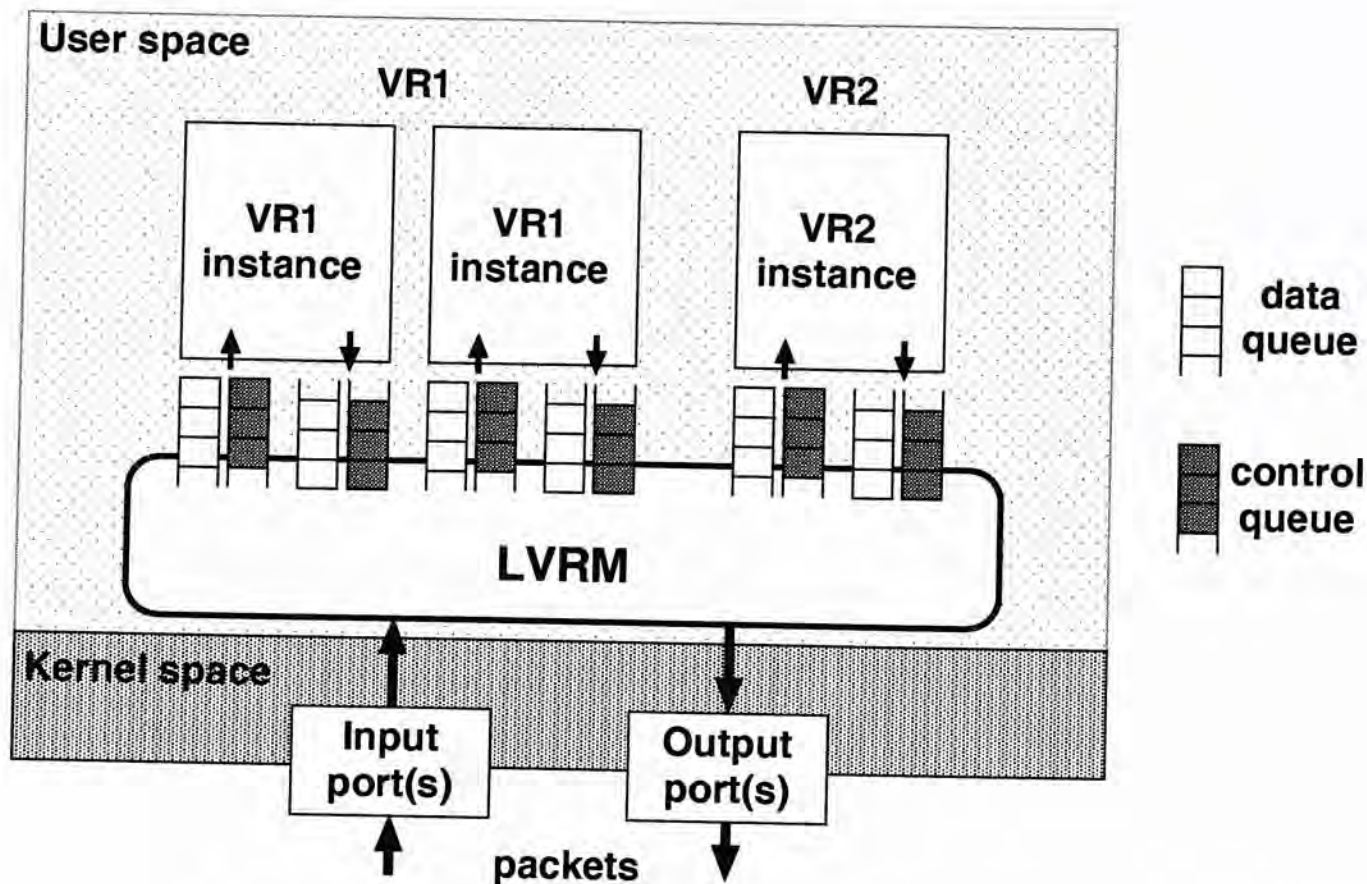 User space
VR1
VR2
VR1
instance
VR1
instance
VR2
instance
data
queue
control
queue
LVRM
Kernel space
Input
port(s)
Output
port(s)
packets